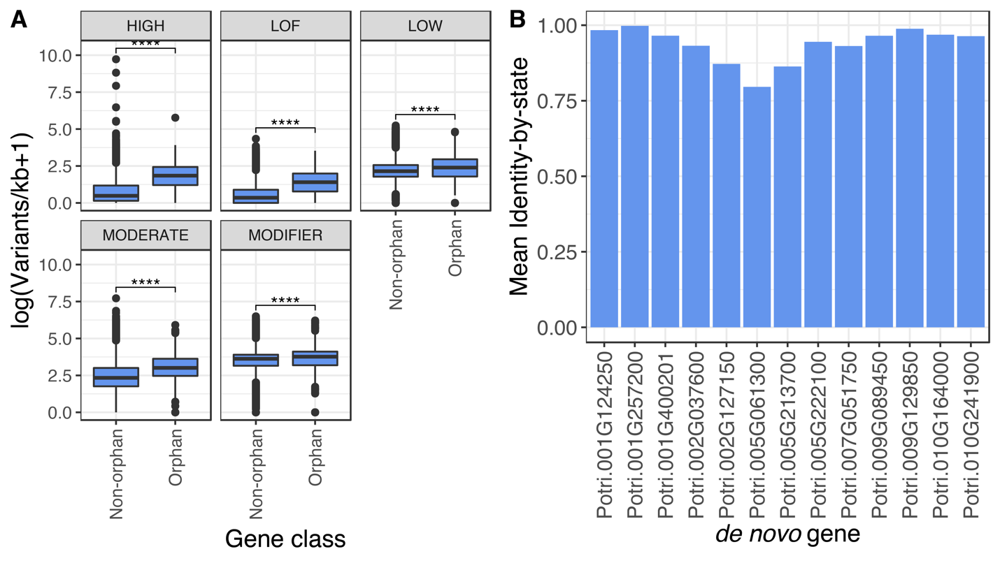 A
HIGH
LOF
LOW
****
****
****
10.0
7.5
5.0
2.5
0.0
MODERATE
MODIFIER
****
****
10.0
7.5
5.0
2.5
0.0
Non-orphan
Orphan
Non-orphan
Orphan
Non-orphan
Orphan
log(Variants/kb+1)
Gene class
B
1.00
0.75
0.50
0.25
0.00
Mean Identity-by-state
Potri.001G124250
Potri.001G257200
Potri.001G400201
Potri.002G037600
Potri.002G127150
Potri.005G061300
Potri.005G213700
Potri.005G222100
Potri.007G051750
Potri.009G089450
Potri.009G129850
Potri.010G164000
Potri.010G241900
de novo gene